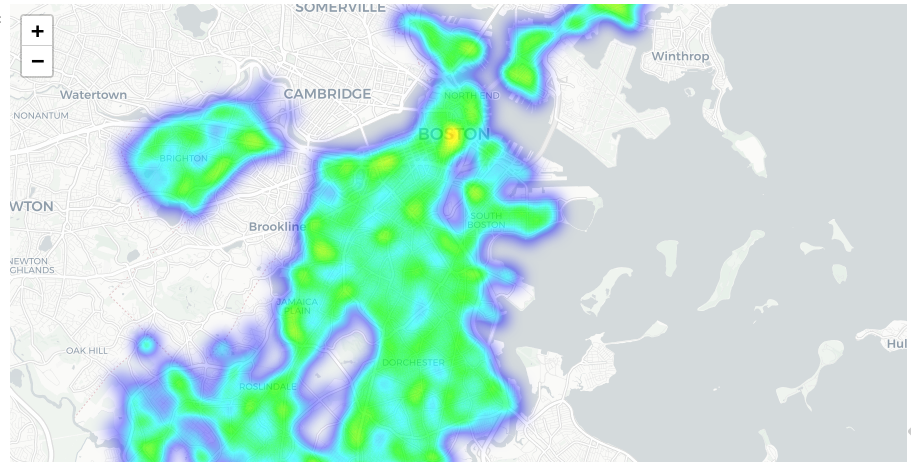 SOMERVILLE
+
−
Winthrop
Watertown
CAMBRIDGE
NORTH END
NONANTUM
BOSTON
BRIGHTON
WTON
SOUTH
BOSTON
Brookline
NEWTON
GHLANDS
JAMAICA
PLAIN
Hul
OAK HILL
DORCHESTER
ROSLINDALE